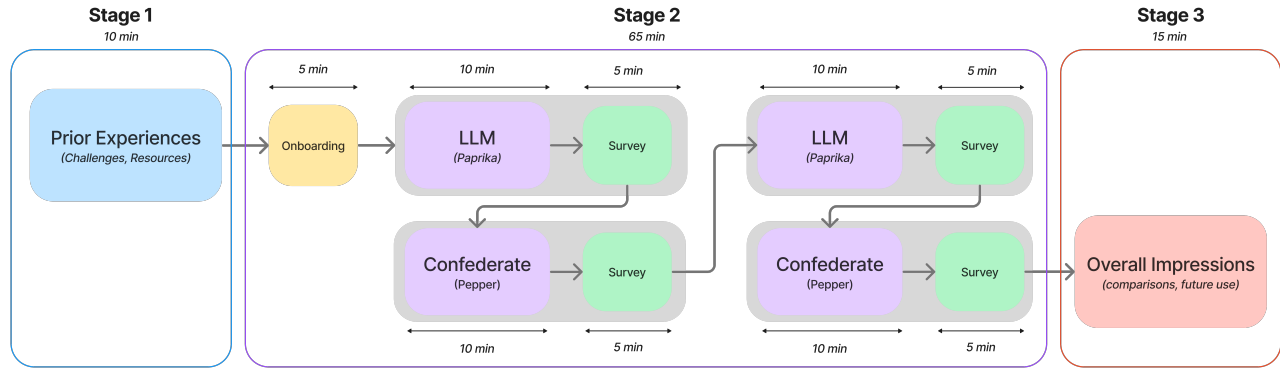 Stage 1
10 min
Prior Experiences
(Challenges, Resources)
Stage 2
65 min
5 min
Onboarding
10 min
5 min
LLM
(Paprika)
Survey
Confederate
(Pepper)
Survey
10 min
5 min
10 min
5 min
LLM
(Paprika)
Survey
Confederate
(Pepper)
Survey
10 min
5 min
Stage 3
15 min
Overall Impressions
(comparisons, future use)